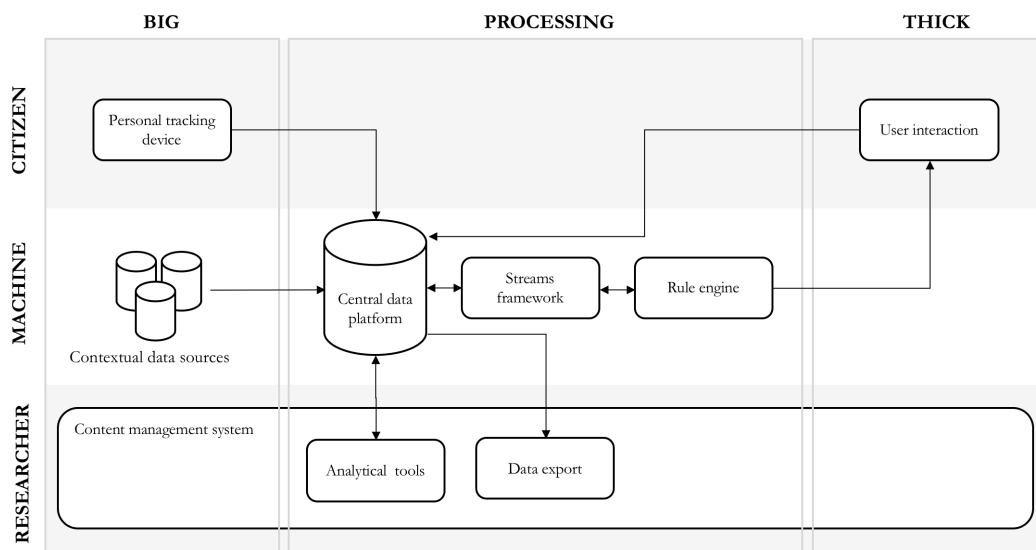 BIG
PROCESSING
THICK
CITIZEN
Personal tracking
device
User interaction
MACHINE
Contextual data sources
Central data
platform
Streams
framework
Rule engine
RESEARCHER
Content management system
Analytical tools
Data export